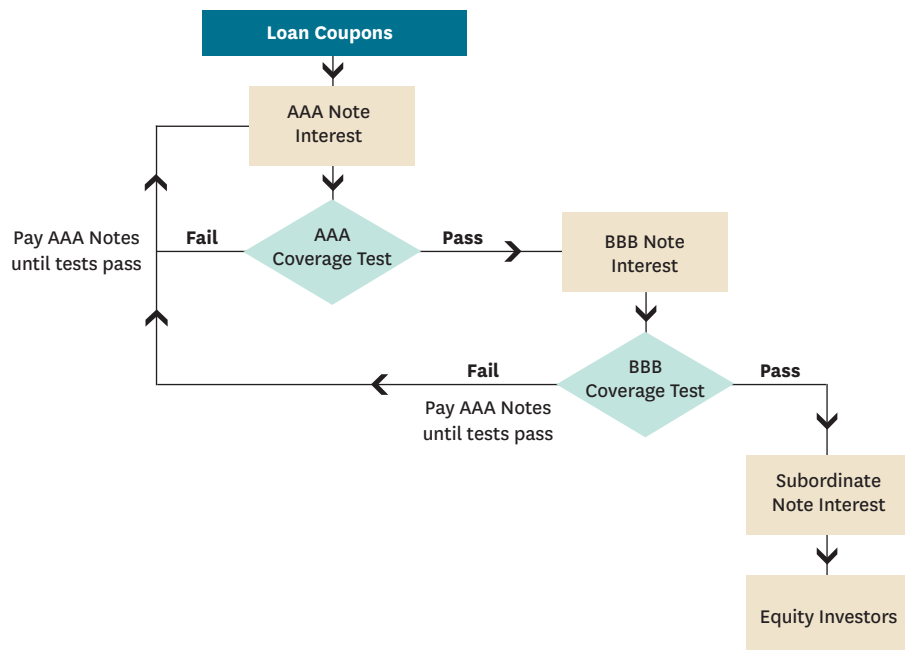 Loan Coupons
AAA Note
Interest
AAA
Coverage Test
Fail
Pay AAA Notes
until tests pass
Pass
BBB Note
Interest
BBB
Coverage Test
Fail
Pay AAA Notes
until tests pass
Pass
Subordinate
Note Interest
Equity Investors